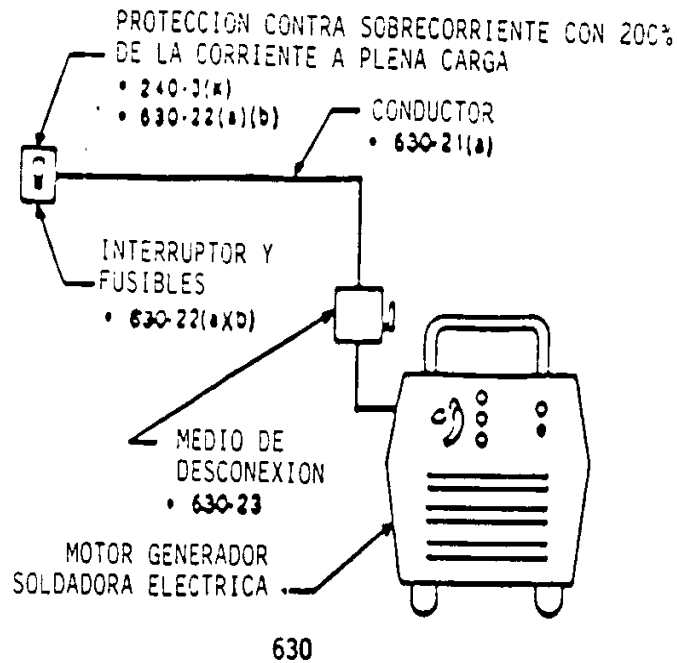 PROTECCION CONTRA SOBRECORRIENTE CON 200%
DE LA CORRIENTE A PLENA CARGA
• 240-3(k)
• 630-22(a)(b)
CONDUCTOR
• 630-21(a)
INTERRUPTOR Y
FUSIBLES
• 630-22(a)(b)
MEDIO DE
DESCONEXION
• 630-23
MOTOR GENERADOR
SOLDADORA ELECTRICA
630